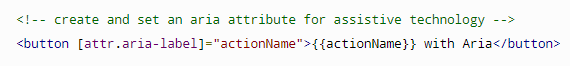 <!-- create and set an aria attribute for assistive technology -->
<button [attr.aria-label]="actionName">{{actionName}} with Aria</button>